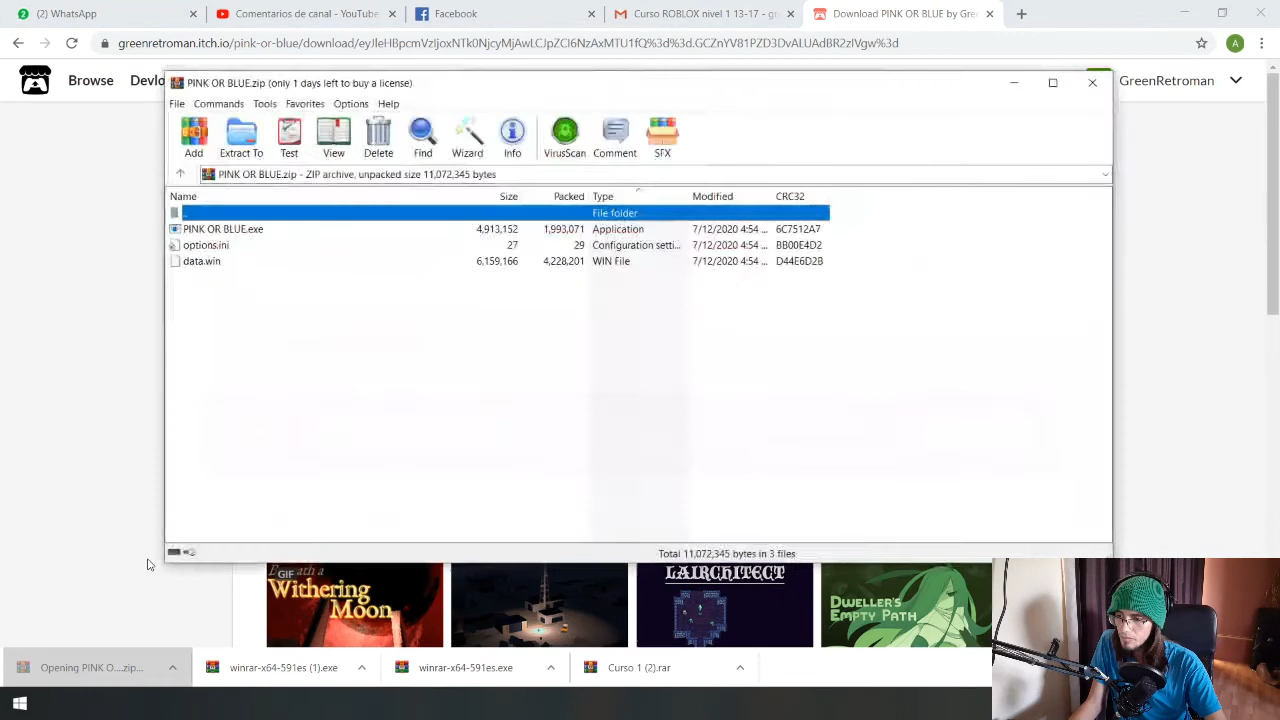 (2) WhatsApp
Comentarios de canal - YouTube
Facebook
Curso ROBLOX nivel 1 13-17 - gr
Download PINK OR BLUE by Gre
greenretroman.itch.io/pink-or-blue/download/
A
Browse
Devlo
GreenRetroman
PINK OR BLUE.zip (only 1 days left to buy a license)
File Commands Tools Favorites Options Help
Add Extract To Test View Delete Find Wizard Info VirusScan Comment SFX
PINK OR BLUE.zip - ZIP archive, unpacked size 11,072,345 bytes
Name Size Packed Type Modified CRC32
.. File folder
PINK OR BLUE.exe 4,913,152 1,993,071 Application 7/12/2020 4:54 ... 6C7512A7
options.ini 27 29 Configuration setti... 7/12/2020 4:54 ... BB00E4D2
data.win 6,159,166 4,228,201 WIN File 7/12/2020 4:54 ... D44E6D2B
Total 11,072,345 bytes in 3 files
GIF
Withering
Moon
LAIRCHITECT
DWELLER'S
EMPTY PATH
Opening PINK O....zip...
winrar-x64-591es (1).exe
winrar-x64-591es.exe
Curso 1 (2).rar